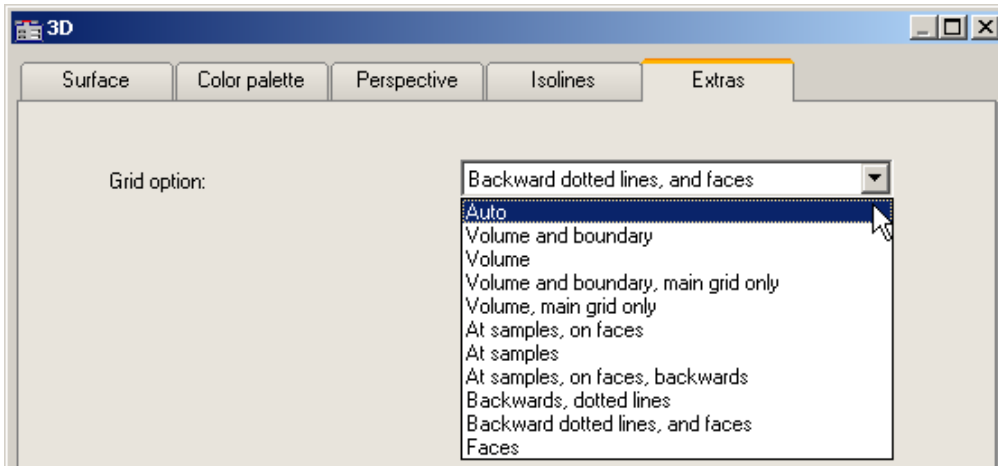 3D
Surface Color palette Perspective Isolines Extras
Grid option: Backward dotted lines, and faces
Auto
Volume and boundary
Volume
Volume and boundary, main grid only
Volume, main grid only
At samples, on faces
At samples
At samples, on faces, backwards
Backwards, dotted lines
Backward dotted lines, and faces
Faces